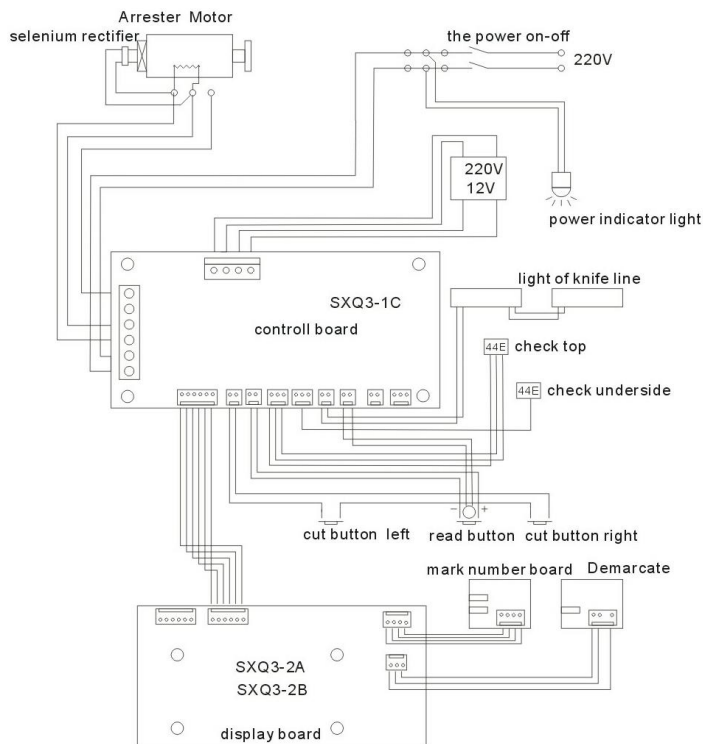 Arrester Motor
selenium rectifier
the power on-off
220V
220V
12V
power indicator light
SXQ3-1C
controll board
light of knife line
44E check top
44E check underside
cut button left
- +
read button
cut button right
mark number board
Demarcate
SXQ3-2A
SXQ3-2B
display board